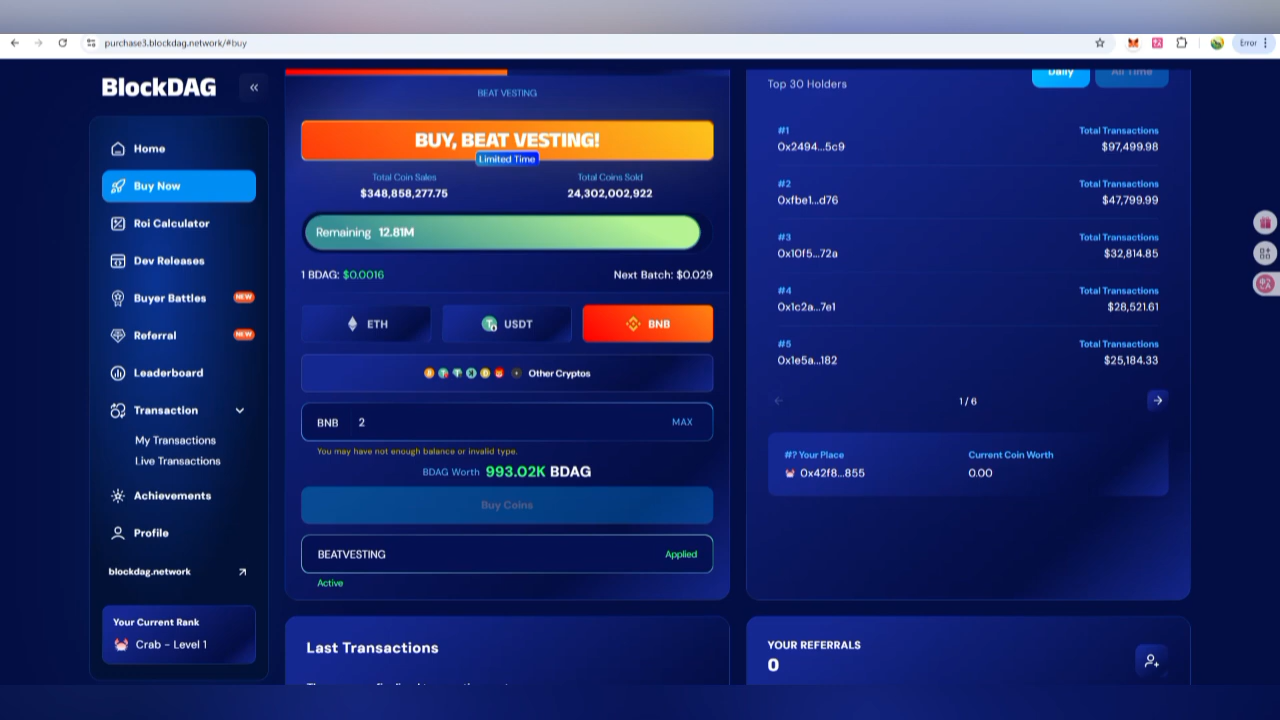 purchase3.blockdag.network/#buy
Error
BlockDAG
«
Home
Buy Now
Roi Calculator
Dev Releases
Buyer Battles NEW
Referral NEW
Leaderboard
Transaction
My Transactions
Live Transactions
Achievements
Profile
blockdag.network
Your Current Rank
Crab - Level 1
BEAT VESTING
BUY, BEAT VESTING!
Limited Time
Total Coin Sales Total Coins Sold
$348,858,277.75 24,302,002,922
Remaining 12.81M
1 BDAG: $0.0016 Next Batch: $0.029
ETH USDT BNB
Other Cryptos
BNB 2 MAX
You may have not enough balance or invalid type.
BDAG Worth 993.02K BDAG
Buy Coins
BEATVESTING Applied
Active
Last Transactions
Top 30 Holders
Daily All Time
#1 Total Transactions
0x2494...5c9 $97,499.98
#2 Total Transactions
0xfbe1...d76 $47,799.99
#3 Total Transactions
0x10f5...72a $32,814.85
#4 Total Transactions
0x1c2a...7e1 $28,521.61
#5 Total Transactions
0x1e5a...182 $25,184.33
1 / 6
#? Your Place Current Coin Worth
0x42f8...855 0.00
YOUR REFERRALS
0